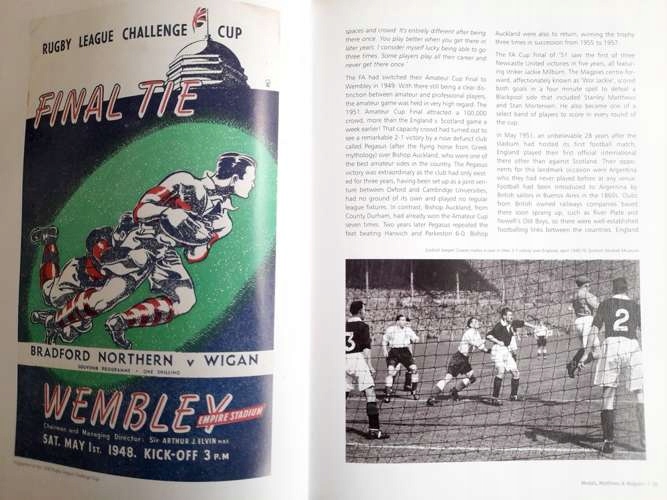 RUGBY LEAGUE CHALLENGE CUP
FINAL TIE
BRADFORD NORTHERN v WIGAN
SOUVENIR PROGRAMME - ONE SHILLING
WEMBLEY
EMPIRE STADIUM
Chairman and Managing Director: Sir ARTHUR J. ELVIN M.B.E.
SAT. MAY 1ST. 1948. KICK-OFF 3 P.M
spaces and crowd. It's entirely different after being
there once. You play better when you get there in
later years. I consider myself lucky being able to go
three times. Some players play all their career and
never get there once.'
The FA had switched their Amateur Cup Final to
Wembley in 1949. With there still being a clear dis-
tinction between amateur and professional players,
the amateur game was held in very high regard. The
1951 Amateur Cup Final attracted a 100,000
crowd, more than the England v Scotland game a
week earlier! That capacity crowd had turned out to
see a remarkable 2-1 victory by a now defunct club
called Pegasus (after the flying horse from Greek
mythology) over Bishop Auckland, who were one of
the best amateur sides in the country. The Pegasus
victory was extraordinary as the club had only exist-
ed for three years, having been set up as a joint ven-
ture between Oxford and Cambridge Universities,
had no ground of its own and played no regular
league fixtures. In contrast, Bishop Auckland, from
County Durham, had already won the Amateur Cup
seven times. Two years later Pegasus repeated the
feat beating Harwich and Parkeston 6-0. Bishop
Auckland were also to return, winning the trophy
three times in succession from 1955 to 1957.
The FA Cup Final of '51 saw the first of three
Newcastle United victories in five years, all featur-
ing striker Jackie Milburn. The Magpies centre for-
ward, affectionately known as 'Wor Jackie', scored
both goals in a four minute spell to defeat a
Blackpool side that included Stanley Matthews
and Stan Mortensen. He also became one of a
select band of players to score in every round of
the cup.
In May 1951, an unbelievable 28 years after the
stadium had hosted its first football match,
England played their first official international
there other than against Scotland. Their oppo-
nents for this landmark occasion were Argentina
who they had never played before at any venue.
Football had been introduced to Argentina by
British sailors in Buenos Aires in the 1860s. Clubs
from British owned railways companies based
there soon sprang up, such as River Plate and
Newell's Old Boys, so there were well-established
footballing links between the countries. England
3
2
Medals, Matthews & Magyars